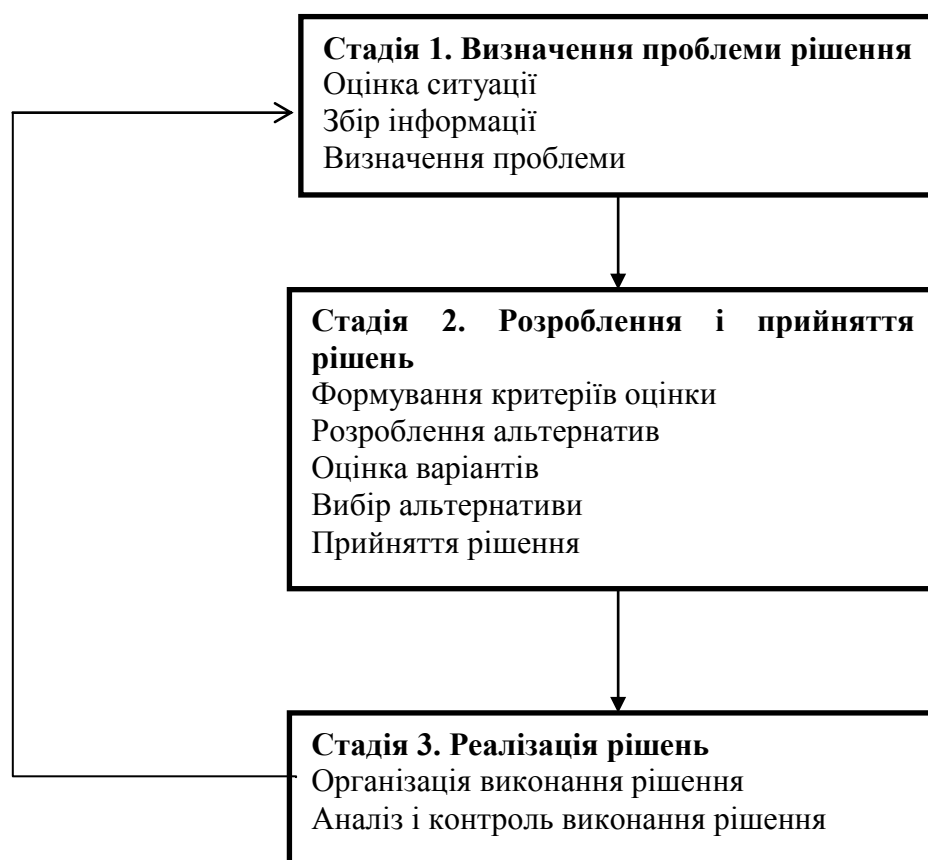 Стадія 1. Визначення проблеми рішення
Оцінка ситуації
Збір інформації
Визначення проблеми
Стадія 2. Розроблення і прийняття
рішень
Формування критеріїв оцінки
Розроблення альтернатив
Оцінка варіантів
Вибір альтернативи
Прийняття рішення
Стадія 3. Реалізація рішень
Організація виконання рішення
Аналіз і контроль виконання рішення